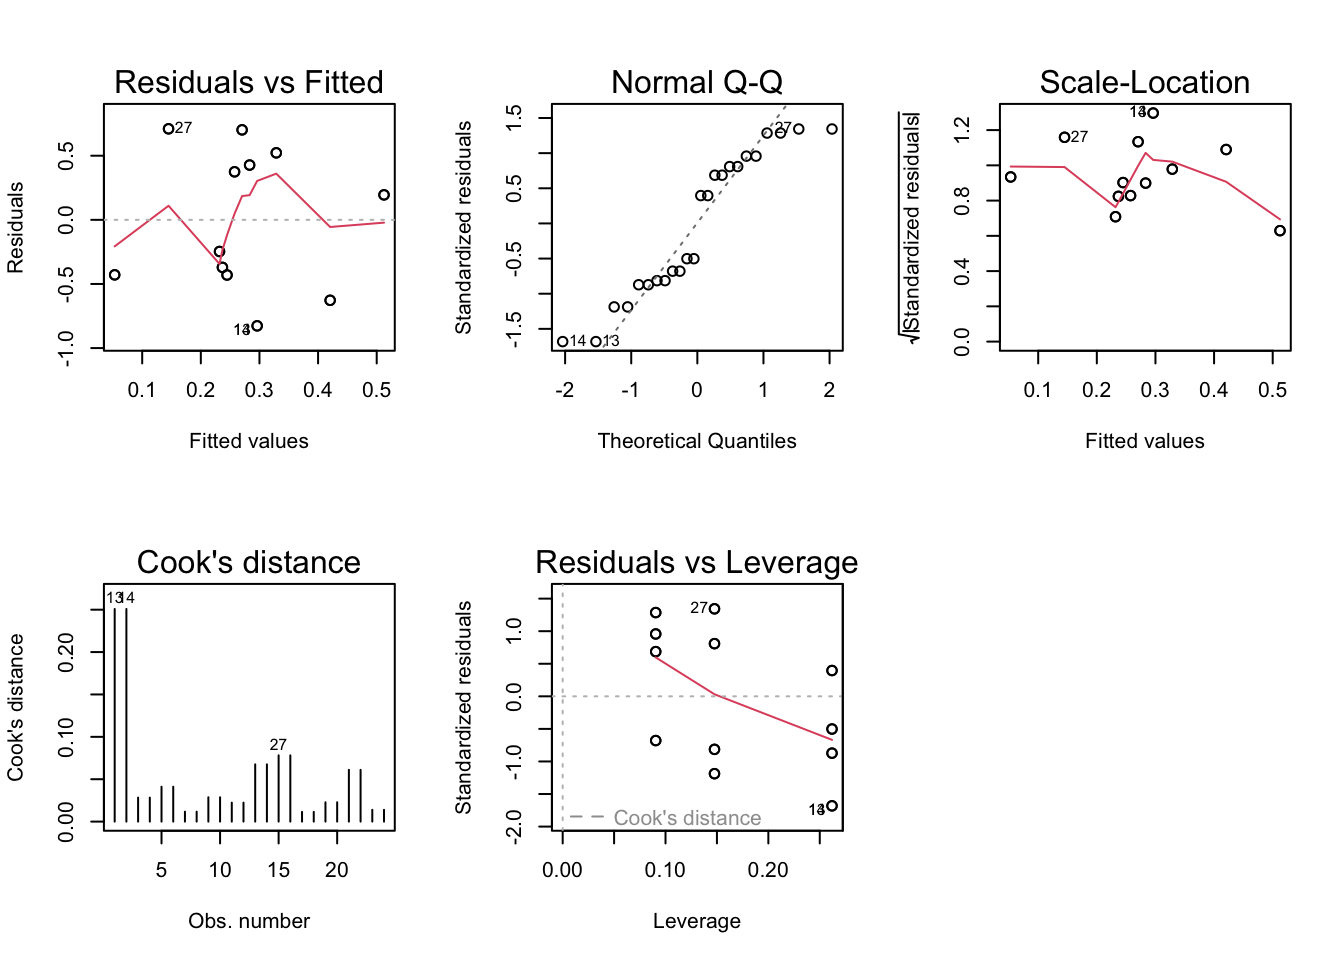 Residuals vs Fitted
Residuals
0.5
0.0
-0.5
-1.0
27
0.1 0.2 0.3 0.4 0.5
Fitted values
Normal Q-Q
Standardized residuals
1.5
0.5
-0.5
-1.5
27
14 13
-2 -1 0 1 2
Theoretical Quantiles
Scale-Location
√|Standardized residuals|
1.2
0.8
0.4
0.0
27
0.1 0.2 0.3 0.4 0.5
Fitted values
Cook's distance
Cook's distance
0.20
0.10
0.00
13 14
27
5 10 15 20
Obs. number
Residuals vs Leverage
Standardized residuals
1.0
0.0
-1.0
-2.0
27
Cook's distance
0.00 0.10 0.20
Leverage